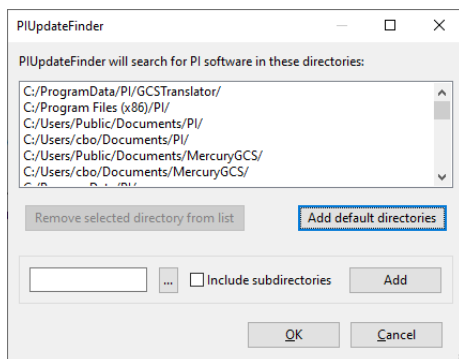 PIUpdateFinder
PIUpdateFinder will search for PI software in these directories:
C:/ProgramData/PI/GCSTranslator/
C:/Program Files (x86)/PI/
C:/Users/Public/Documents/PI/
C:/Users/cbo/Documents/PI/
C:/Users/Public/Documents/MercuryGCS/
C:/Users/cbo/Documents/MercuryGCS/
C:/ProgramData/PI/
Remove selected directory from list
Add default directories
...
Include subdirectories
Add
OK
Cancel